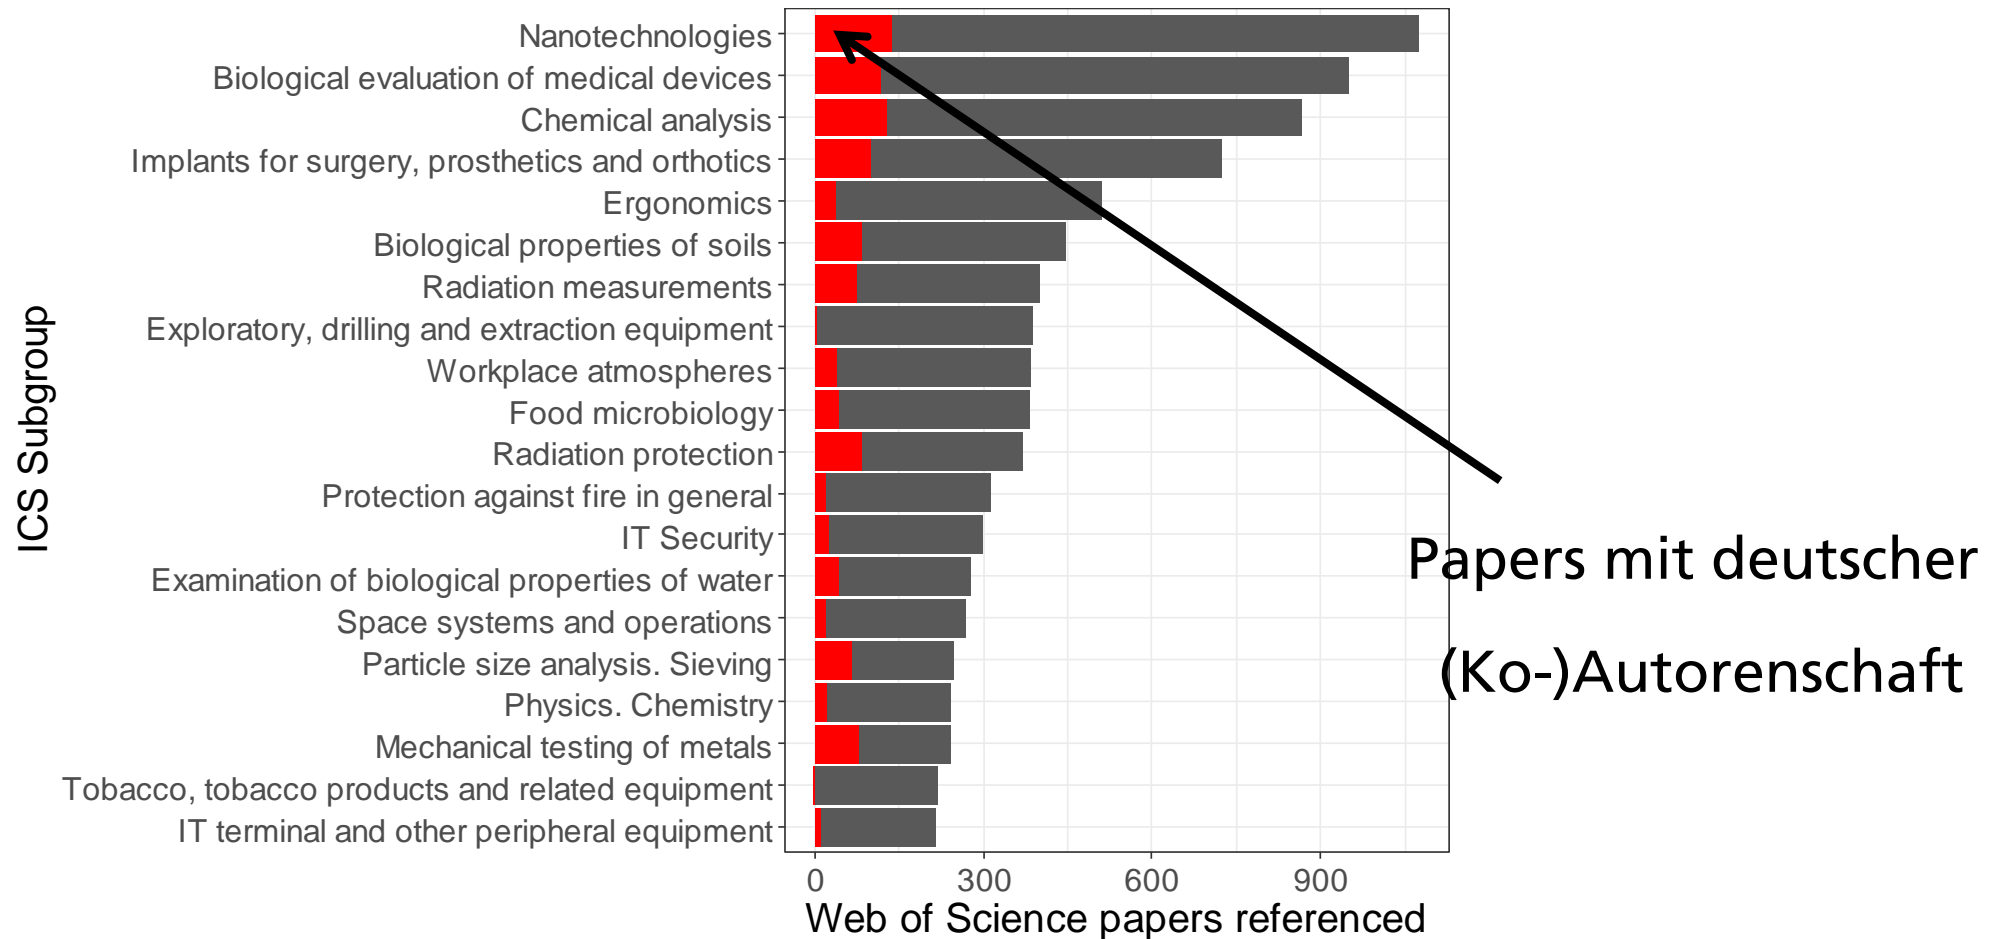 Nanotechnologies
Biological evaluation of medical devices
Chemical analysis
Implants for surgery, prosthetics and orthotics
Ergonomics
Biological properties of soils
Radiation measurements
Exploratory, drilling and extraction equipment
Workplace atmospheres
Food microbiology
Radiation protection
Protection against fire in general
IT Security
Examination of biological properties of water
Space systems and operations
Particle size analysis. Sieving
Physics. Chemistry
Mechanical testing of metals
Tobacco, tobacco products and related equipment
IT terminal and other peripheral equipment
ICS Subgroup
0 300 600 900
Web of Science papers referenced
Papers mit deutscher
(Ko-)Autorenschaft